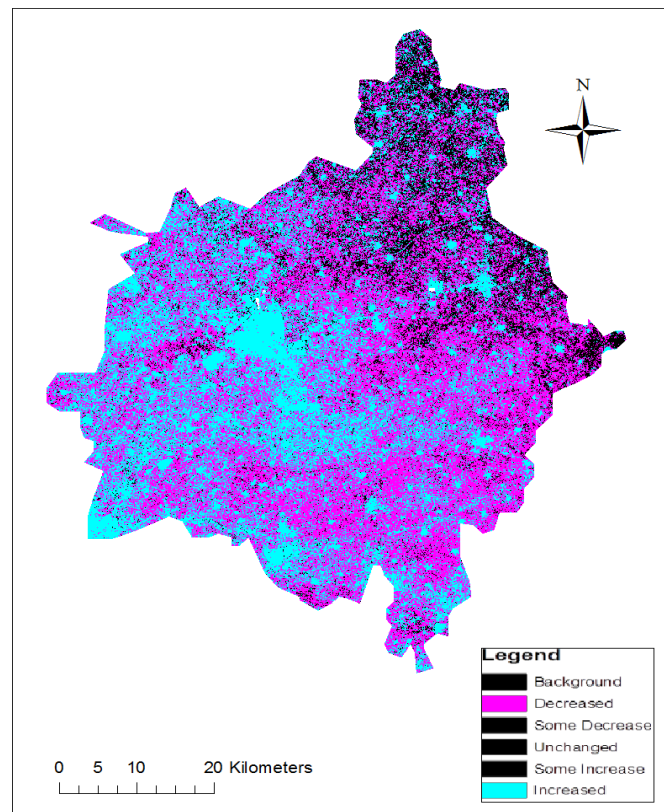 N
Legend
Background
Decreased
Some Decrease
Unchanged
Some Increase
Increased
0 5 10 20 Kilometers